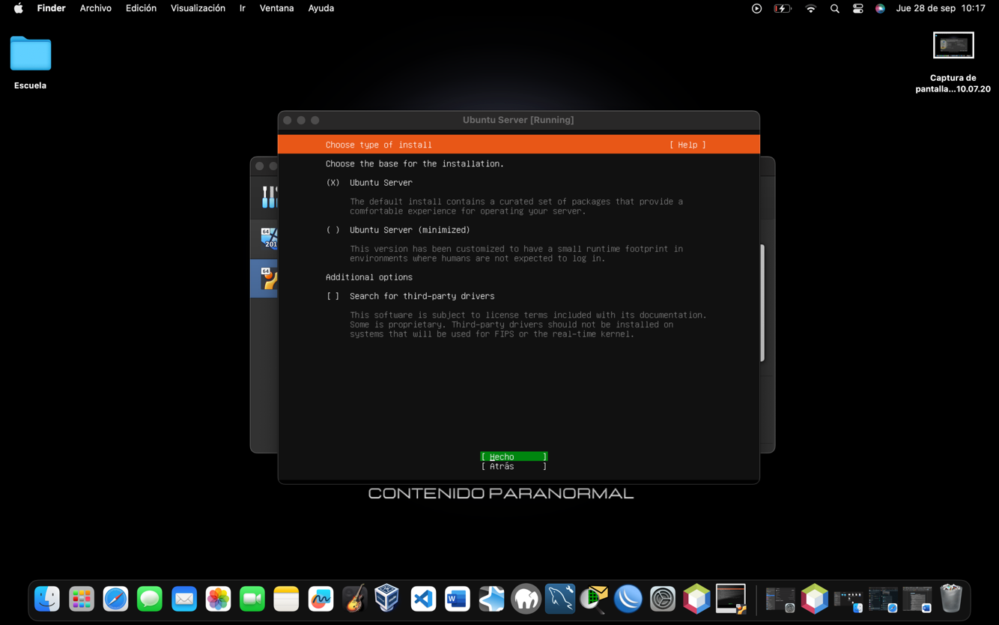 Finder Archivo Edición Visualización Ir Ventana Ayuda Jue 28 de sep 10:17
Escuela
Captura de
pantalla...10.07.20
Ubuntu Server [Running]
Choose type of install [ Help ]
Choose the base for the installation.
(X) Ubuntu Server
The default install contains a curated set of packages that provide a
comfortable experience for operating your server.
( ) Ubuntu Server (minimized)
This version has been customized to have a small runtime footprint in
environments where humans are not expected to log in.
Additional options
[ ] Search for third-party drivers
This software is subject to license terms included with its documentation.
Some is proprietary. Third-party drivers should not be installed on
systems that will be used for FIPS or the real-time kernel.
64
201
64
[ Hecho ]
[ Atrás ]
CONTENIDO PARANORMAL